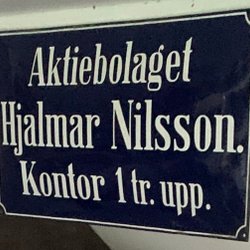 Aktiebolaget
Hjalmar Nilsson.
Kontor 1 tr. upp.